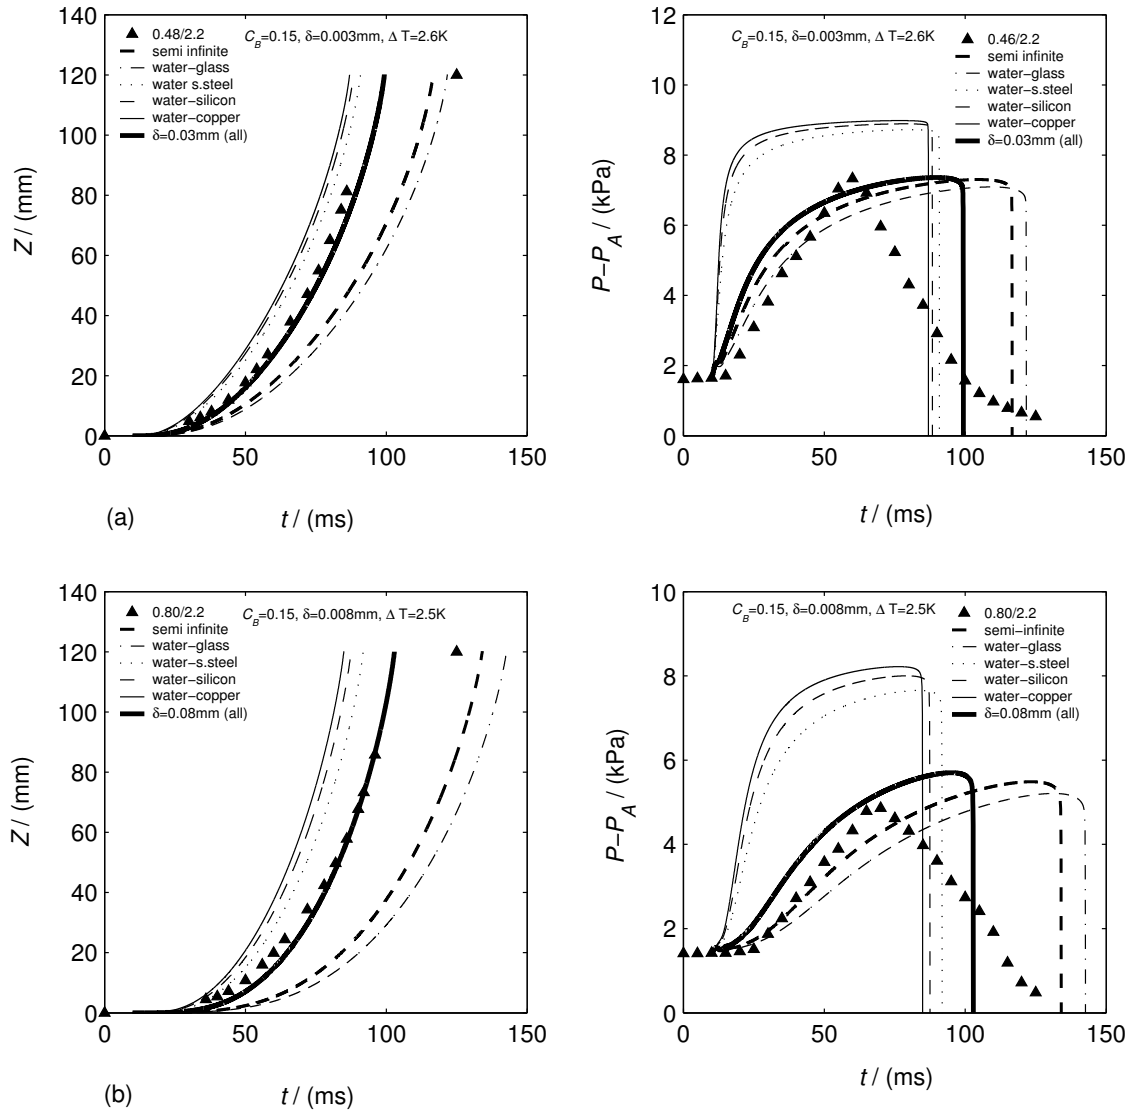 140
120
100
80
60
40
20
0
0 50 100 150
Z / (mm)
t / (ms)
(a)
C_B=0.15, δ=0.003mm, Δ T=2.6K
0.48/2.2
semi infinite
water−glass
water s.steel
water−silicon
water−copper
δ=0.03mm (all)
12
10
8
6
4
2
0
0 50 100 150
P−P_A / (kPa)
t / (ms)
C_B=0.15, δ=0.003mm, Δ T=2.6K
0.46/2.2
semi infinite
water−glass
water−s.steel
water−silicon
water−copper
δ=0.03mm (all)
140
120
100
80
60
40
20
0
0 50 100 150
Z / (mm)
t / (ms)
(b)
C_B=0.15, δ=0.008mm, Δ T=2.5K
0.80/2.2
semi infinite
water−glass
water−s.steel
water−silicon
water−copper
δ=0.08mm (all)
10
8
6
4
2
0
0 50 100 150
P−P_A / (kPa)
t / (ms)
C_B=0.15, δ=0.008mm, Δ T=2.5K
0.80/2.2
semi−infinite
water−glass
water−s.steel
water−silicon
water−copper
δ=0.08mm (all)